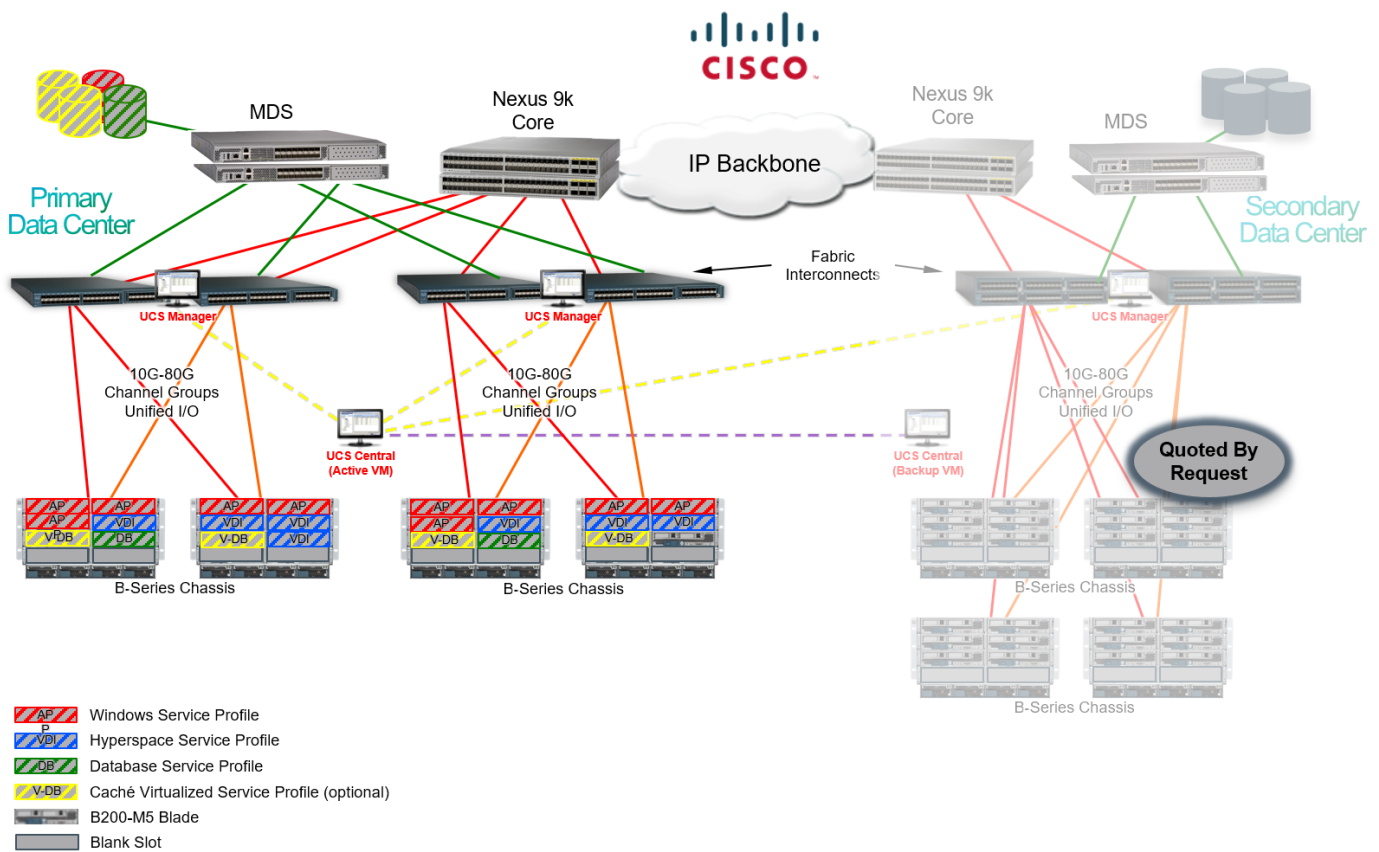 CISCO
MDS
Nexus 9k
Core
IP Backbone
Nexus 9k
Core
MDS
Primary
Data Center
Secondary
Data Center
Fabric
Interconnects
UCS Manager
UCS Manager
UCS Manager
10G-80G
Channel Groups
Unified I/O
10G-80G
Channel Groups
Unified I/O
10G-80G
Channel Groups
Unified I/O
UCS Central
(Active VM)
UCS Central
(Backup VM)
Quoted By
Request
AP AP
AP VDI
P
V-DB DB
AP AP
VDI VDI
V-DB VDI
AP AP
AP VDI
V-DB DB
AP AP
VDI VDI
V-DB
B-Series Chassis
B-Series Chassis
B-Series Chassis
B-Series Chassis
AP
P
Windows Service Profile
VDI Hyperspace Service Profile
DB Database Service Profile
V-DB Caché Virtualized Service Profile (optional)
B200-M5 Blade
Blank Slot